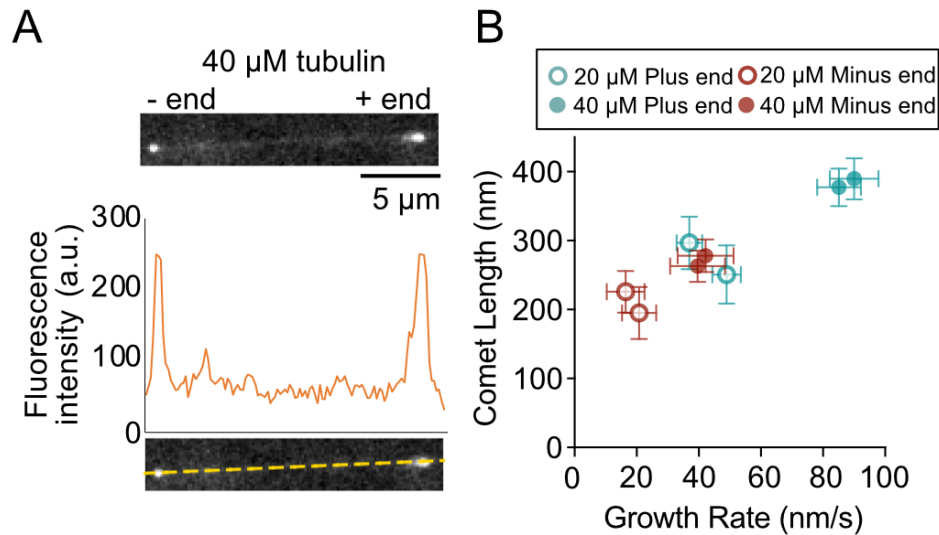 A
40 μM tubulin
- end + end
5 μm
Fluorescence
intensity (a.u.)
300
200
100
0
B
20 μM Plus end 20 μM Minus end
40 μM Plus end 40 μM Minus end
Comet Length (nm)
400
300
200
100
0
0 20 40 60 80 100
Growth Rate (nm/s)